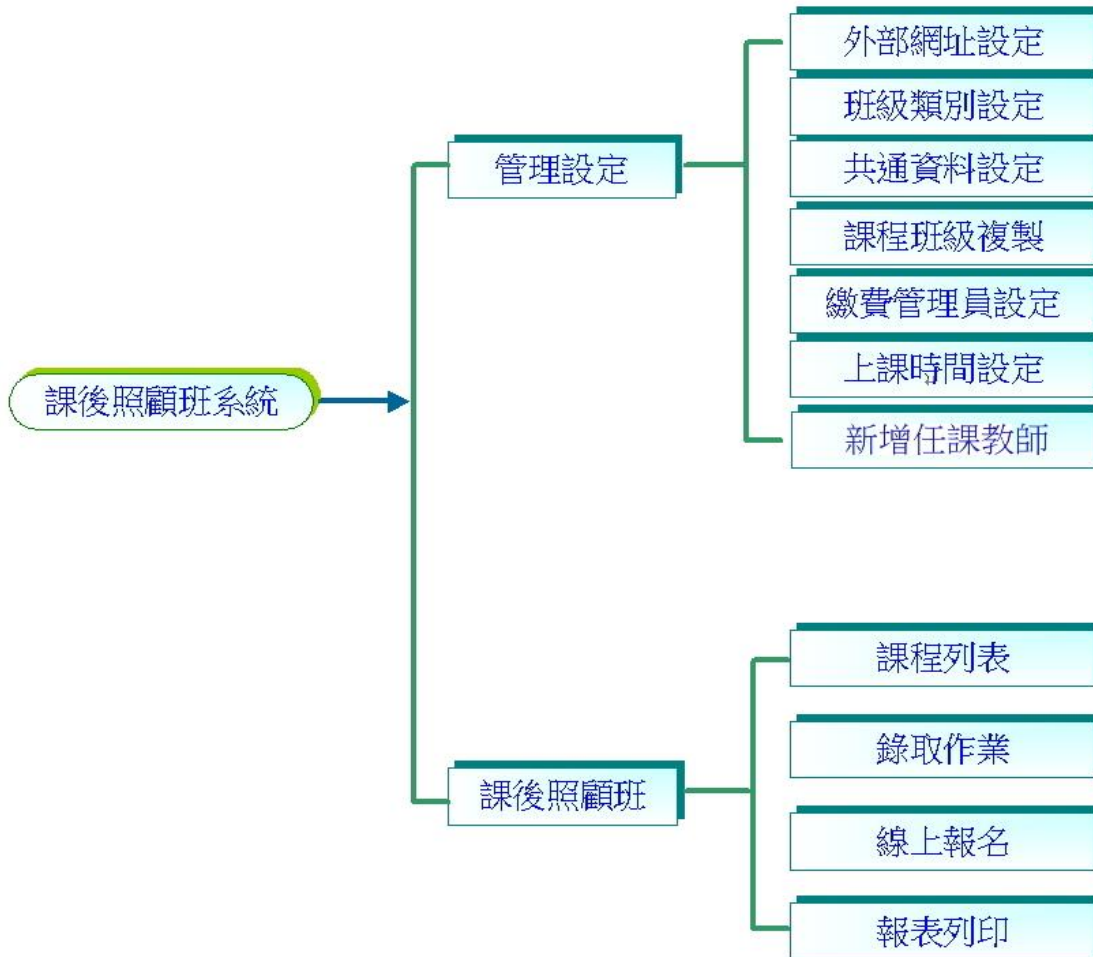 課後照顧班系統
管理設定
外部網址設定
班級類別設定
共通資料設定
課程班級複製
繳費管理員設定
上課時間設定
新增任課教師
課後照顧班
課程列表
錄取作業
線上報名
報表列印